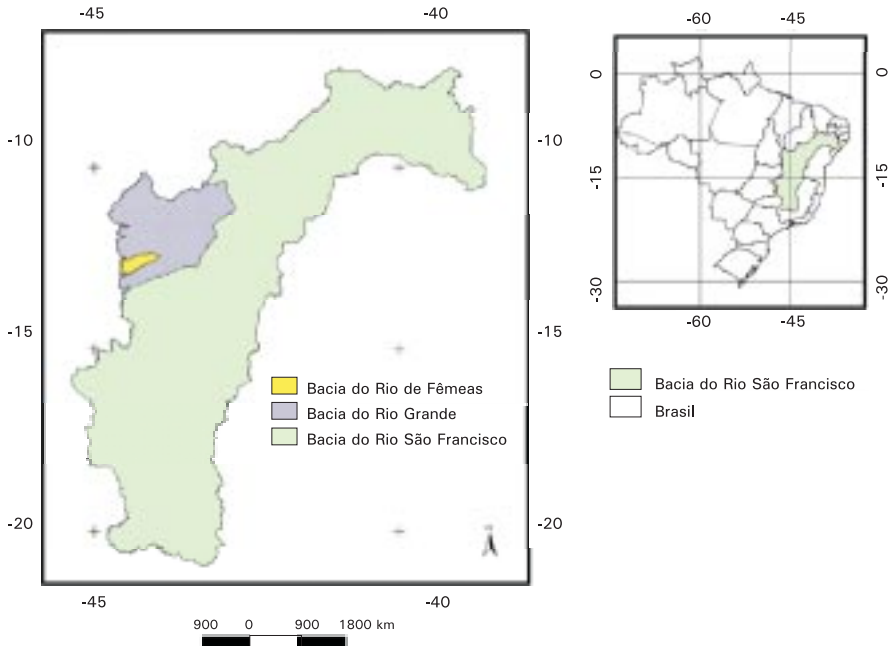 -45 -40
-10 -10
-15 -15
-20 -20
-45 -40
Bacia do Rio de Fêmeas
Bacia do Rio Grande
Bacia do Rio São Francisco
900 0 900 1800 km
-60 -45
0 0
-15 -15
-30 -30
-60 -45
Bacia do Rio São Francisco
Brasil